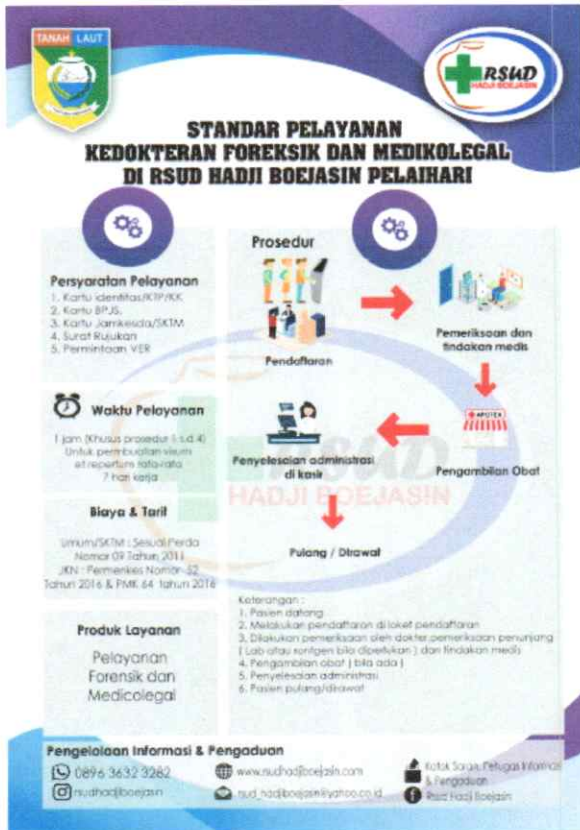 TANAH LAUT
RSUD
HADJI BOEJASIN
STANDAR PELAYANAN
KEDOKTERAN FOREKSIK DAN MEDIKOLEGAL
DI RSUD HADJI BOEJASIN PELAIHARI
Persyaratan Pelayanan
1. Kartu identitas/KTP/KK
2. Kartu BPJS,
3. Kartu Jamkesda/SKTM
4. Surat Rujukan
5. Permintaan VER
Waktu Pelayanan
1 jam (Khusus prosedur 1 s.d 4)
Untuk pembuatan visum
et repertum rata-rata
7 hari kerja
Biaya & Tarif
Umum/SKTM : Sesuai Perda
Nomor 09 Tahun 2011
JKN : Permenkes Nomor 52
Tahun 2016 & PMK 64 tahun 2016
Produk Layanan
Pelayanan
Forensik dan
Medicolegal
Prosedur
Pendaftaran
Pemeriksaan dan
tindakan medis
APOTEK
Pengambilan Obat
Penyelesaian administrasi
di kasir
Pulang / Dirawat
RSUD
HADJI BOEJASIN
Keterangan :
1. Pasien datang
2. Melakukan pendaftaran di loket pendaftaran
3. Dilakukan pemeriksaan oleh dokter,pemeriksaan penunjang
( Lab atau rontgen bila diperlukan ) dan tindakan medis
4. Pengambilan obat ( bila ada )
5. Penyelesaian administrasi
6. Pasien pulang/dirawat
Pengelolaan Informasi & Pengaduan
0896 3632 3282
rsudhadjiboejasin
www.rsudhadjiboejasin.com
rsud_hadjiboejasin@yahoo.co.id
Kotak Saran, Petugas Informasi
& Pengaduan
Rsud Hadji Boejasin